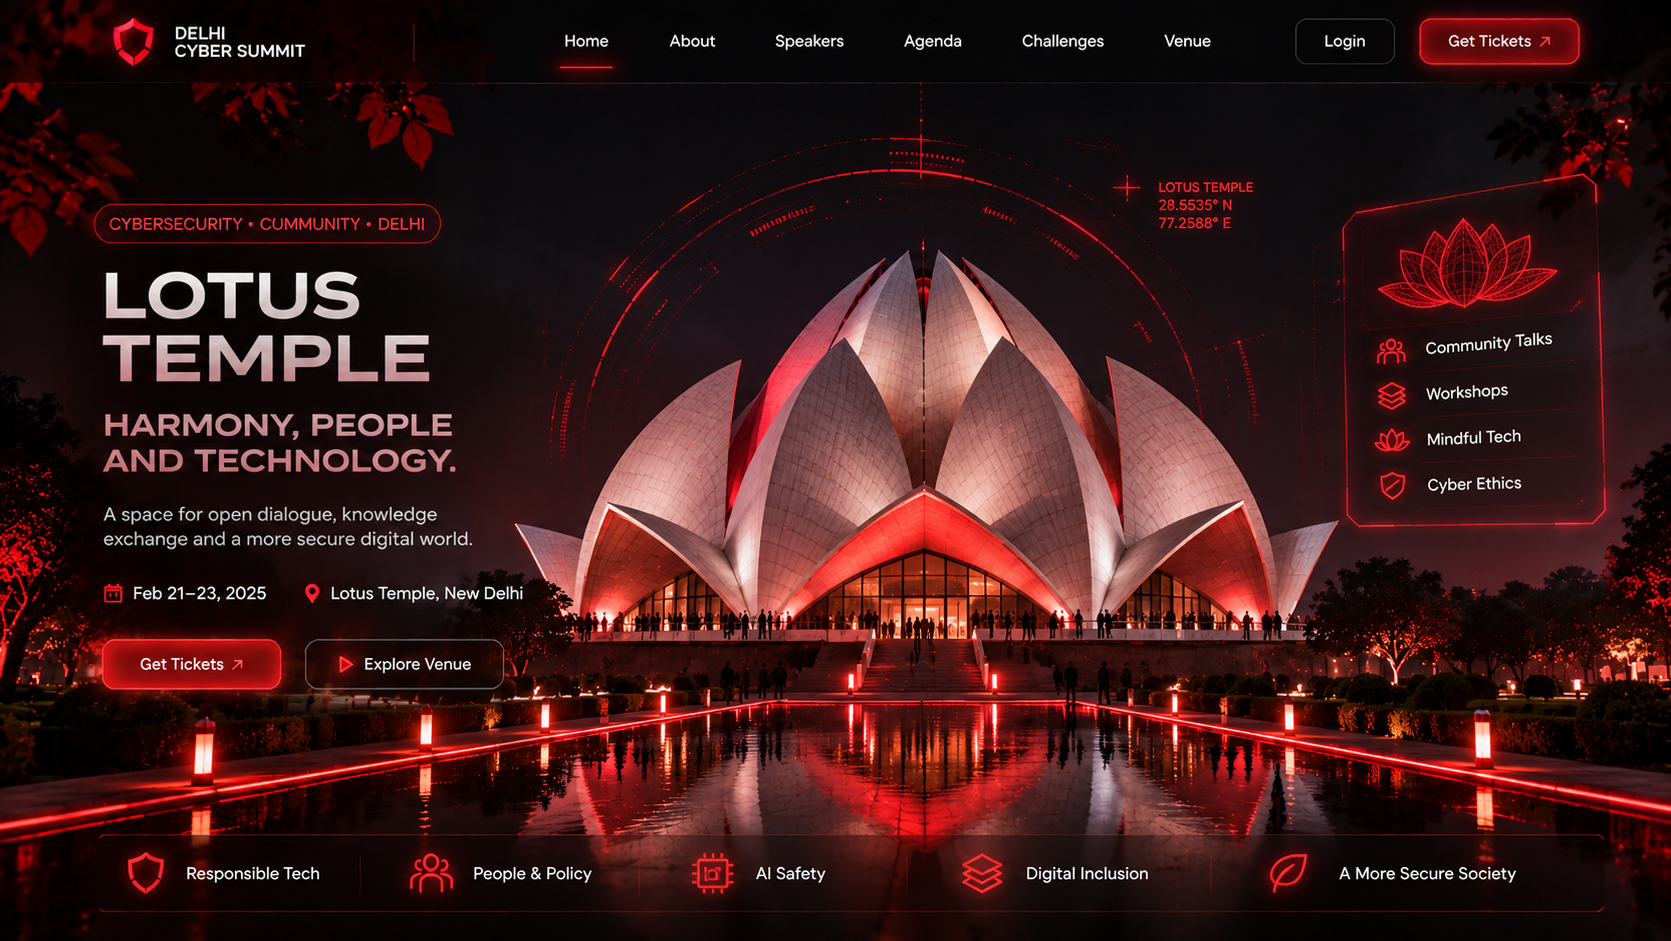 DELHI
CYBER SUMMIT
Home
About
Speakers
Agenda
Challenges
Venue
Login
Get Tickets
CYBERSECURITY • CUMMUNITY • DELHI
LOTUS
TEMPLE
HARMONY, PEOPLE
AND TECHNOLOGY.
A space for open dialogue, knowledge
exchange and a more secure digital world.
Feb 21–23, 2025
Lotus Temple, New Delhi
Get Tickets
Explore Venue
LOTUS TEMPLE
28.5535° N
77.2588° E
Community Talks
Workshops
Mindful Tech
Cyber Ethics
Responsible Tech
People & Policy
AI Safety
Digital Inclusion
A More Secure Society